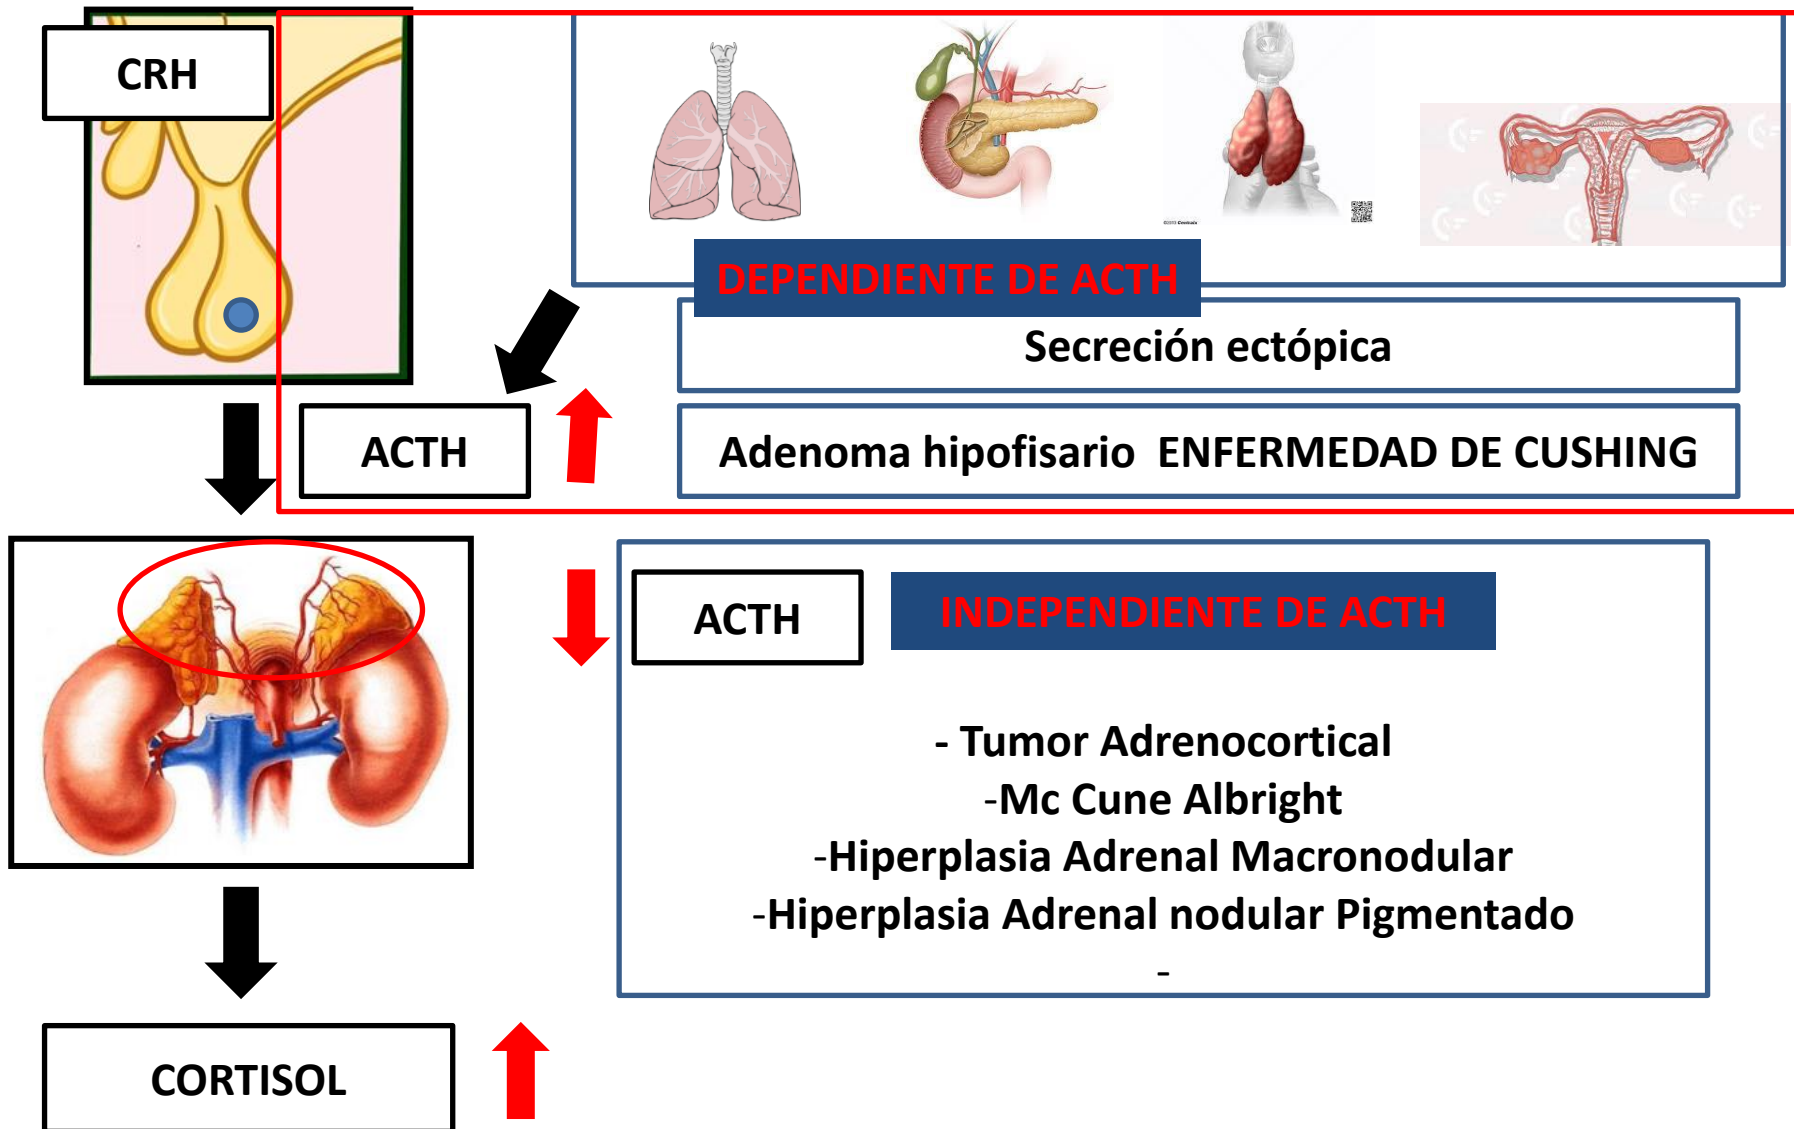 CRH
DEPENDIENTE DE ACTH
Secreción ectópica
ACTH
Adenoma hipofisario ENFERMEDAD DE CUSHING
ACTH
INDEPENDIENTE DE ACTH
- Tumor Adrenocortical
-Mc Cune Albright
-Hiperplasia Adrenal Macronodular
-Hiperplasia Adrenal nodular Pigmentado
-
CORTISOL